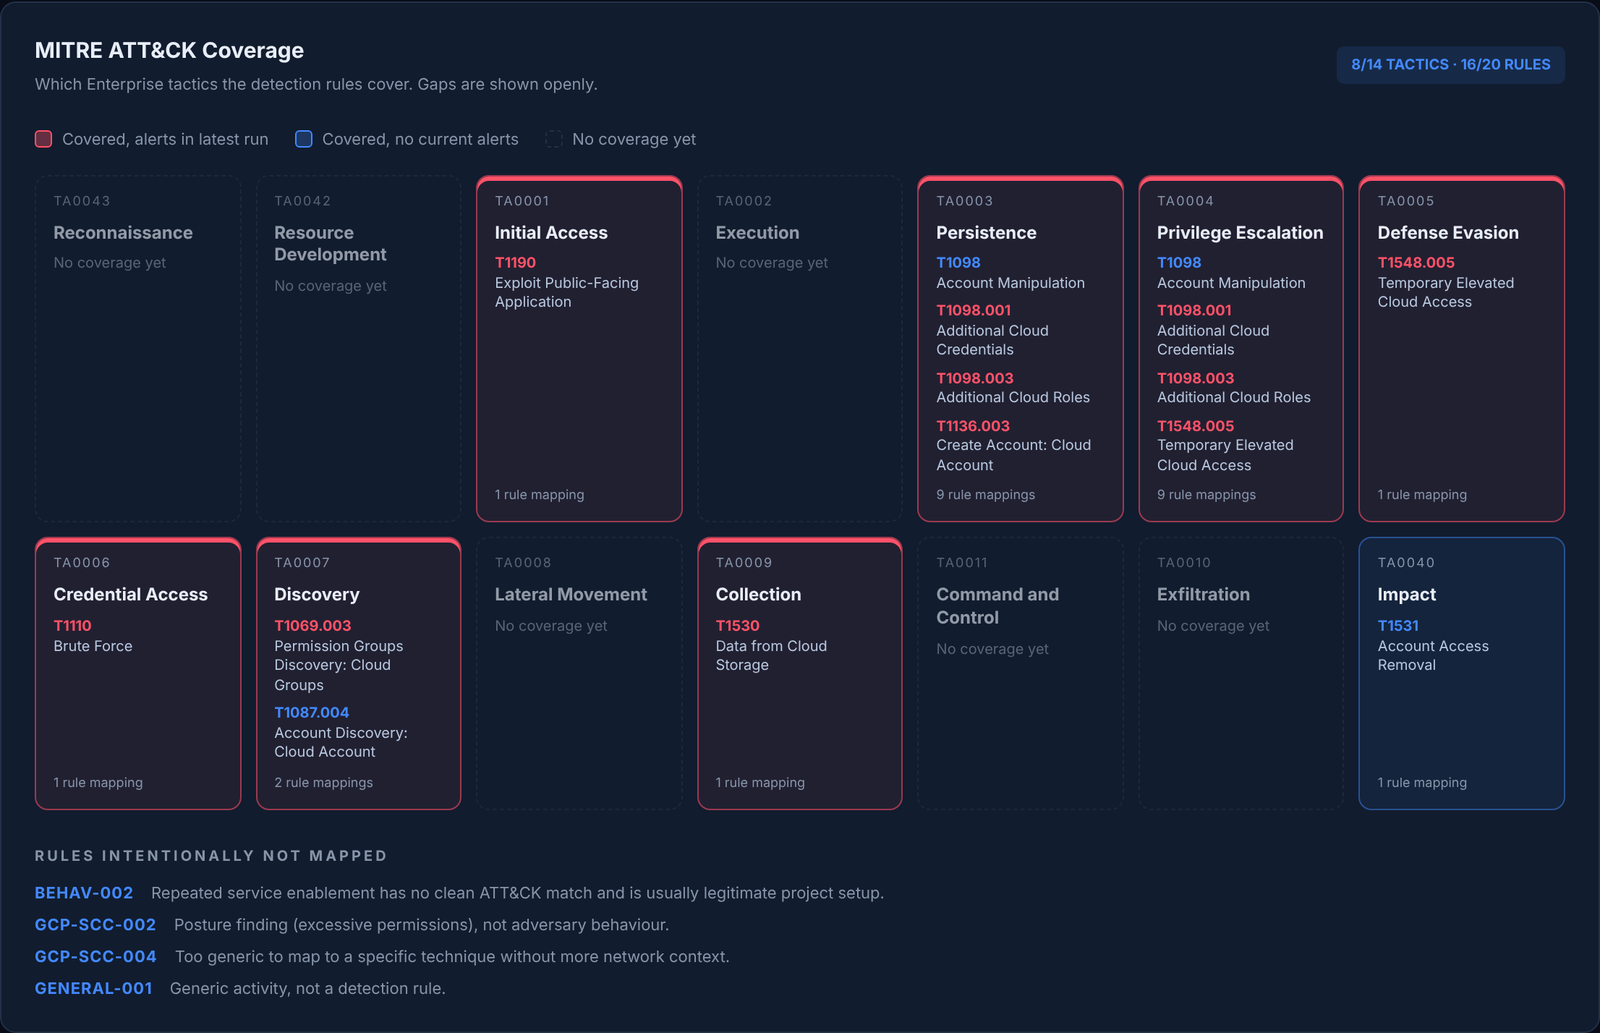 MITRE ATT&CK Coverage
Which Enterprise tactics the detection rules cover. Gaps are shown openly.
8/14 TACTICS · 16/20 RULES
Covered, alerts in latest run
Covered, no current alerts
No coverage yet
TA0043
Reconnaissance
No coverage yet
TA0042
Resource
Development
No coverage yet
TA0001
Initial Access
T1190
Exploit Public-Facing
Application
1 rule mapping
TA0002
Execution
No coverage yet
TA0003
Persistence
T1098
Account Manipulation
T1098.001
Additional Cloud
Credentials
T1098.003
Additional Cloud Roles
T1136.003
Create Account: Cloud
Account
9 rule mappings
TA0004
Privilege Escalation
T1098
Account Manipulation
T1098.001
Additional Cloud
Credentials
T1098.003
Additional Cloud Roles
T1548.005
Temporary Elevated
Cloud Access
9 rule mappings
TA0005
Defense Evasion
T1548.005
Temporary Elevated
Cloud Access
1 rule mapping
TA0006
Credential Access
T1110
Brute Force
1 rule mapping
TA0007
Discovery
T1069.003
Permission Groups
Discovery: Cloud
Groups
T1087.004
Account Discovery:
Cloud Account
2 rule mappings
TA0008
Lateral Movement
No coverage yet
TA0009
Collection
T1530
Data from Cloud
Storage
1 rule mapping
TA0011
Command and
Control
No coverage yet
TA0010
Exfiltration
No coverage yet
TA0040
Impact
T1531
Account Access
Removal
1 rule mapping
RULES INTENTIONALLY NOT MAPPED
BEHAV-002 Repeated service enablement has no clean ATT&CK match and is usually legitimate project setup.
GCP-SCC-002 Posture finding (excessive permissions), not adversary behaviour.
GCP-SCC-004 Too generic to map to a specific technique without more network context.
GENERAL-001 Generic activity, not a detection rule.